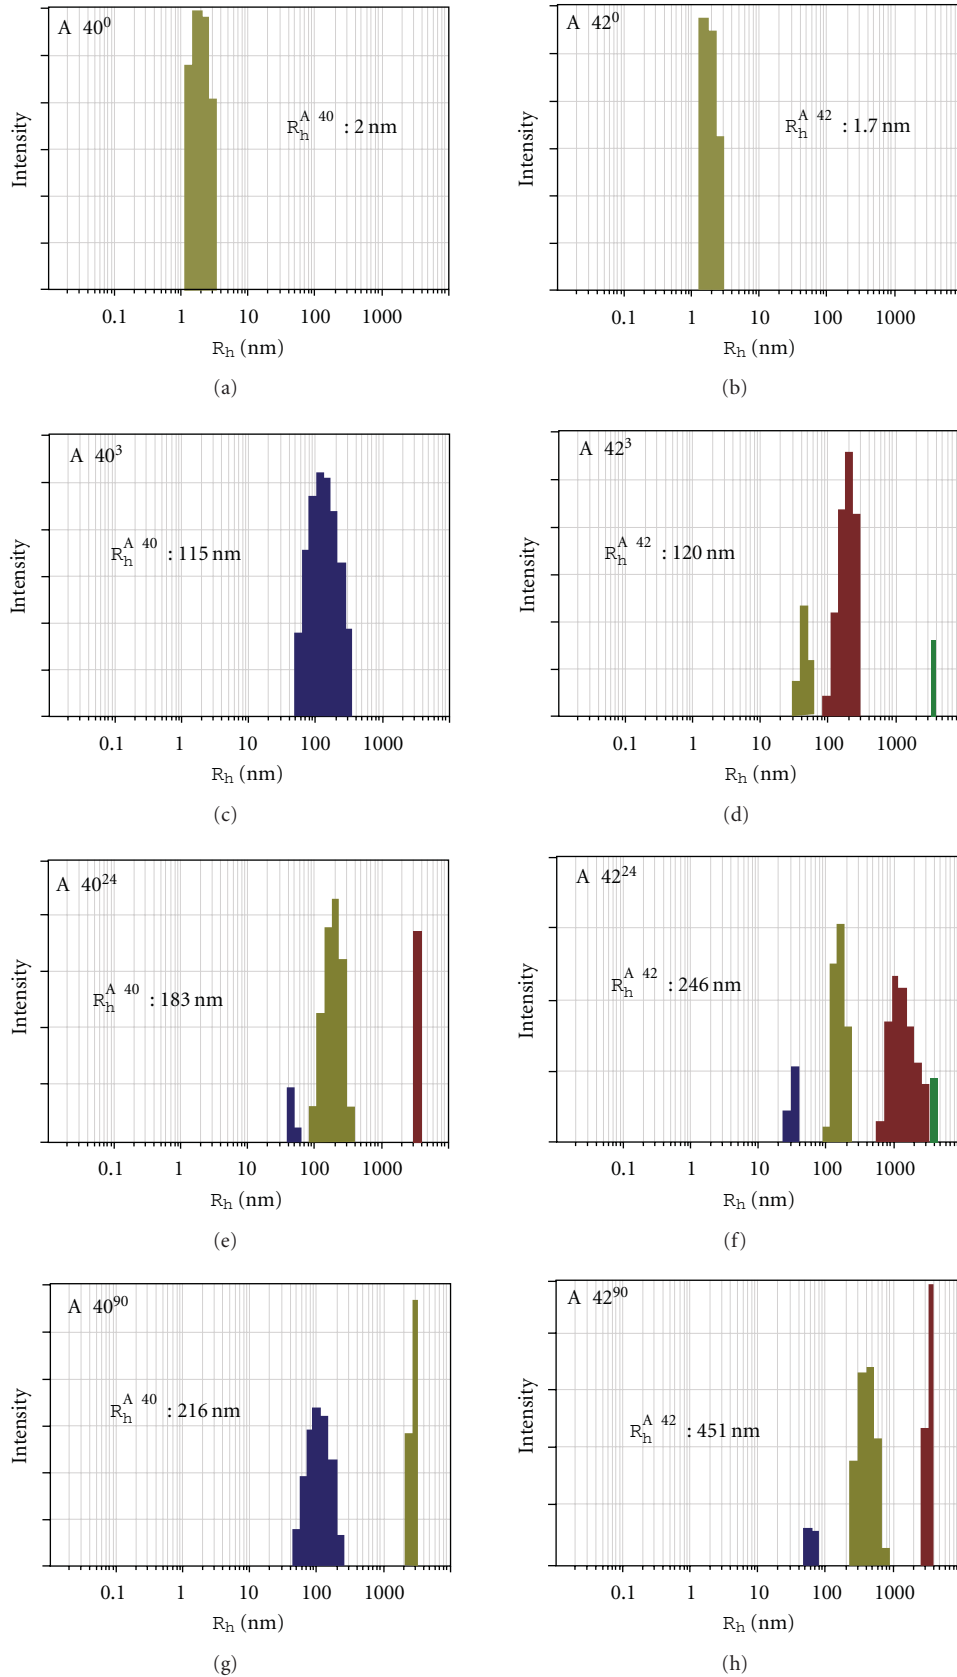 A 40⁰
Intensity
R_h^A 40 : 2 nm
0.1 1 10 100 1000
R_h (nm)
(a)
A 42⁰
Intensity
R_h^A 42 : 1.7 nm
0.1 1 10 100 1000
R_h (nm)
(b)
A 40³
Intensity
R_h^A 40 : 115 nm
0.1 1 10 100 1000
R_h (nm)
(c)
A 42³
Intensity
R_h^A 42 : 120 nm
0.1 1 10 100 1000
R_h (nm)
(d)
A 40²⁴
Intensity
R_h^A 40 : 183 nm
0.1 1 10 100 1000
R_h (nm)
(e)
A 42²⁴
Intensity
R_h^A 42 : 246 nm
0.1 1 10 100 1000
R_h (nm)
(f)
A 40⁹⁰
Intensity
R_h^A 40 : 216 nm
0.1 1 10 100 1000
R_h (nm)
(g)
A 42⁹⁰
Intensity
R_h^A 42 : 451 nm
0.1 1 10 100 1000
R_h (nm)
(h)